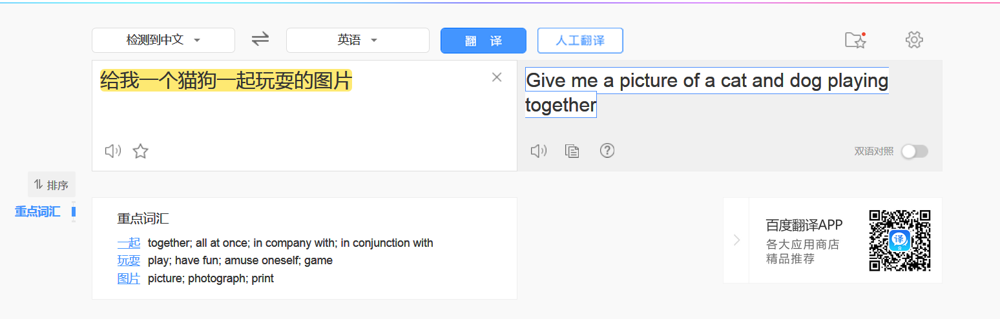 检测到中文
英语
翻 译
人工翻译
给我一个猫狗一起玩耍的图片
Give me a picture of a cat and dog playing
together
双语对照
排序
重点词汇
重点词汇
一起 together; all at once; in company with; in conjunction with
玩耍 play; have fun; amuse oneself; game
图片 picture; photograph; print
百度翻译APP
各大应用商店
精品推荐
译